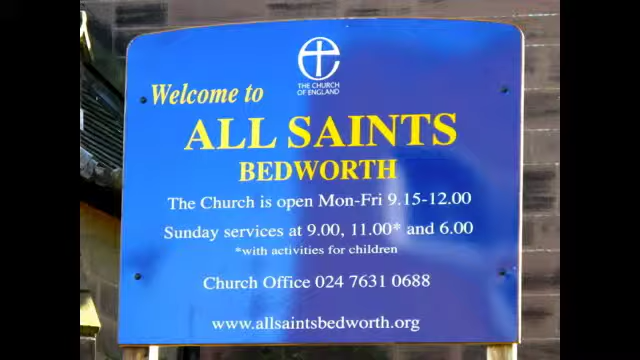 THE CHURCH
OF ENGLAND
Welcome to
ALL SAINTS
BEDWORTH
The Church is open Mon-Fri 9.15-12.00
Sunday services at 9.00, 11.00* and 6.00
*with activities for children
Church Office 024 7631 0688
www.allsaintsbedworth.org